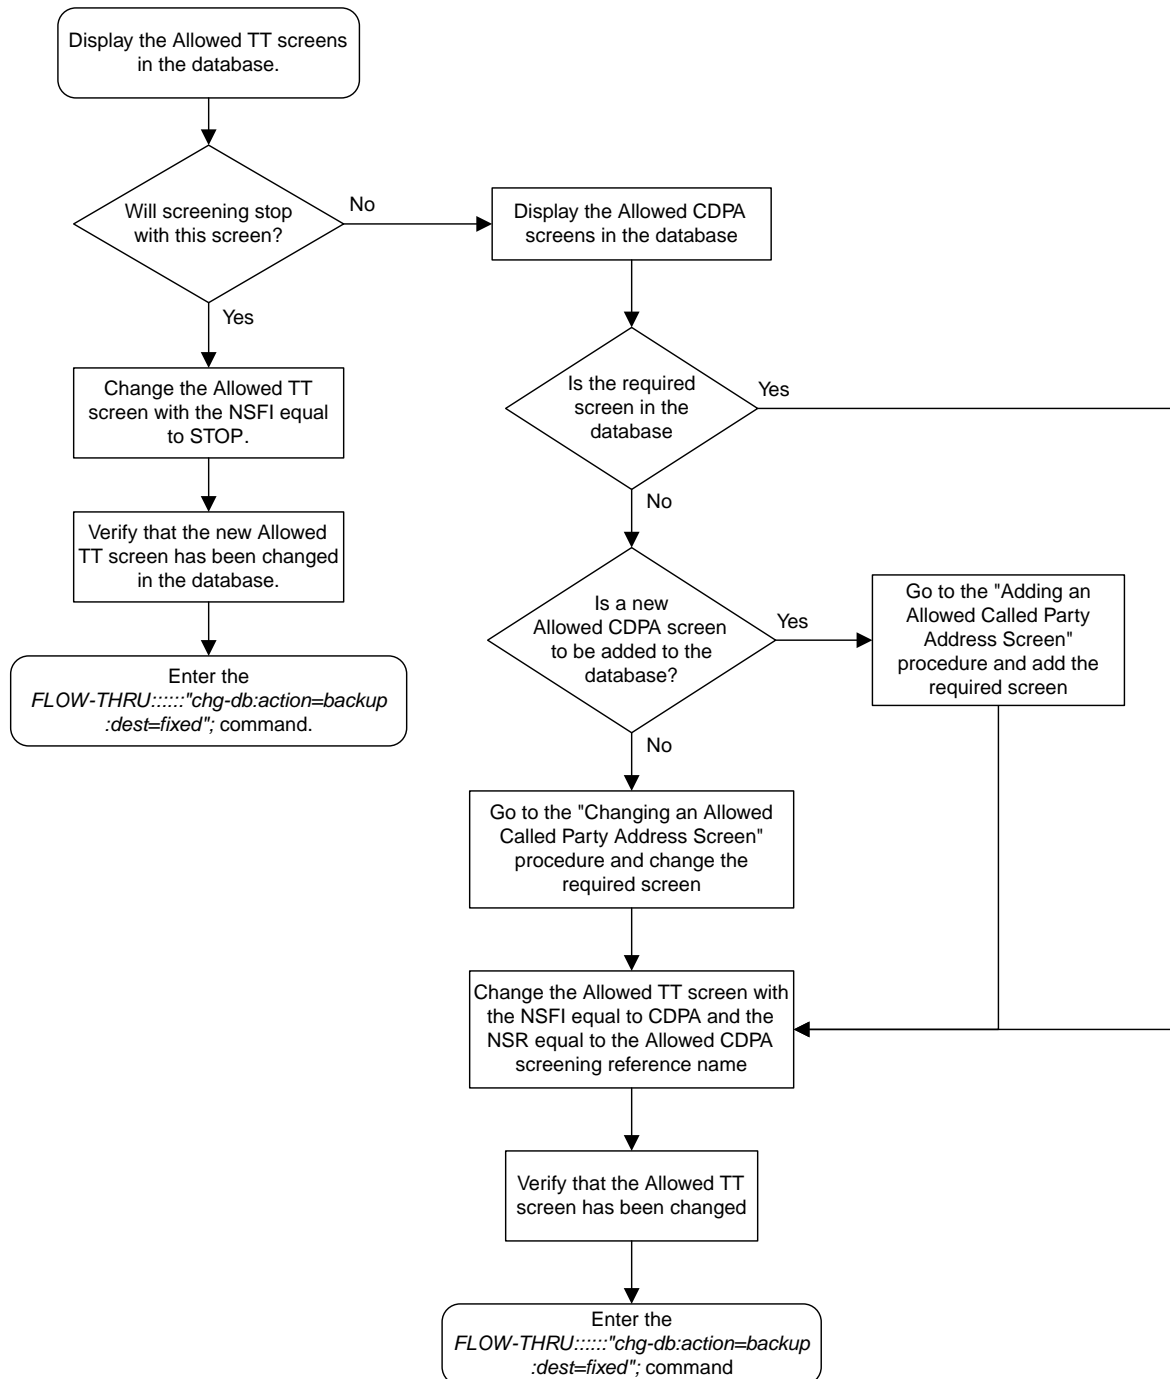 Display the Allowed TT screens
in the database.
Will screening stop
with this screen?
No
Yes
Change the Allowed TT
screen with the NSFI equal
to STOP.
Verify that the new Allowed
TT screen has been changed
in the database.
Enter the
FLOW-THRU::::::"chg-db:action=backup
:dest=fixed"; command.
Display the Allowed CDPA
screens in the database
Is the required
screen in the
database
Yes
No
Is a new
Allowed CDPA screen
to be added to the
database?
Yes
No
Go to the "Adding an
Allowed Called Party
Address Screen"
procedure and add the
required screen
Go to the "Changing an Allowed
Called Party Address Screen"
procedure and change the
required screen
Change the Allowed TT screen with
the NSFI equal to CDPA and the
NSR equal to the Allowed CDPA
screening reference name
Verify that the Allowed TT
screen has been changed
Enter the
FLOW-THRU::::::"chg-db:action=backup
:dest=fixed"; command